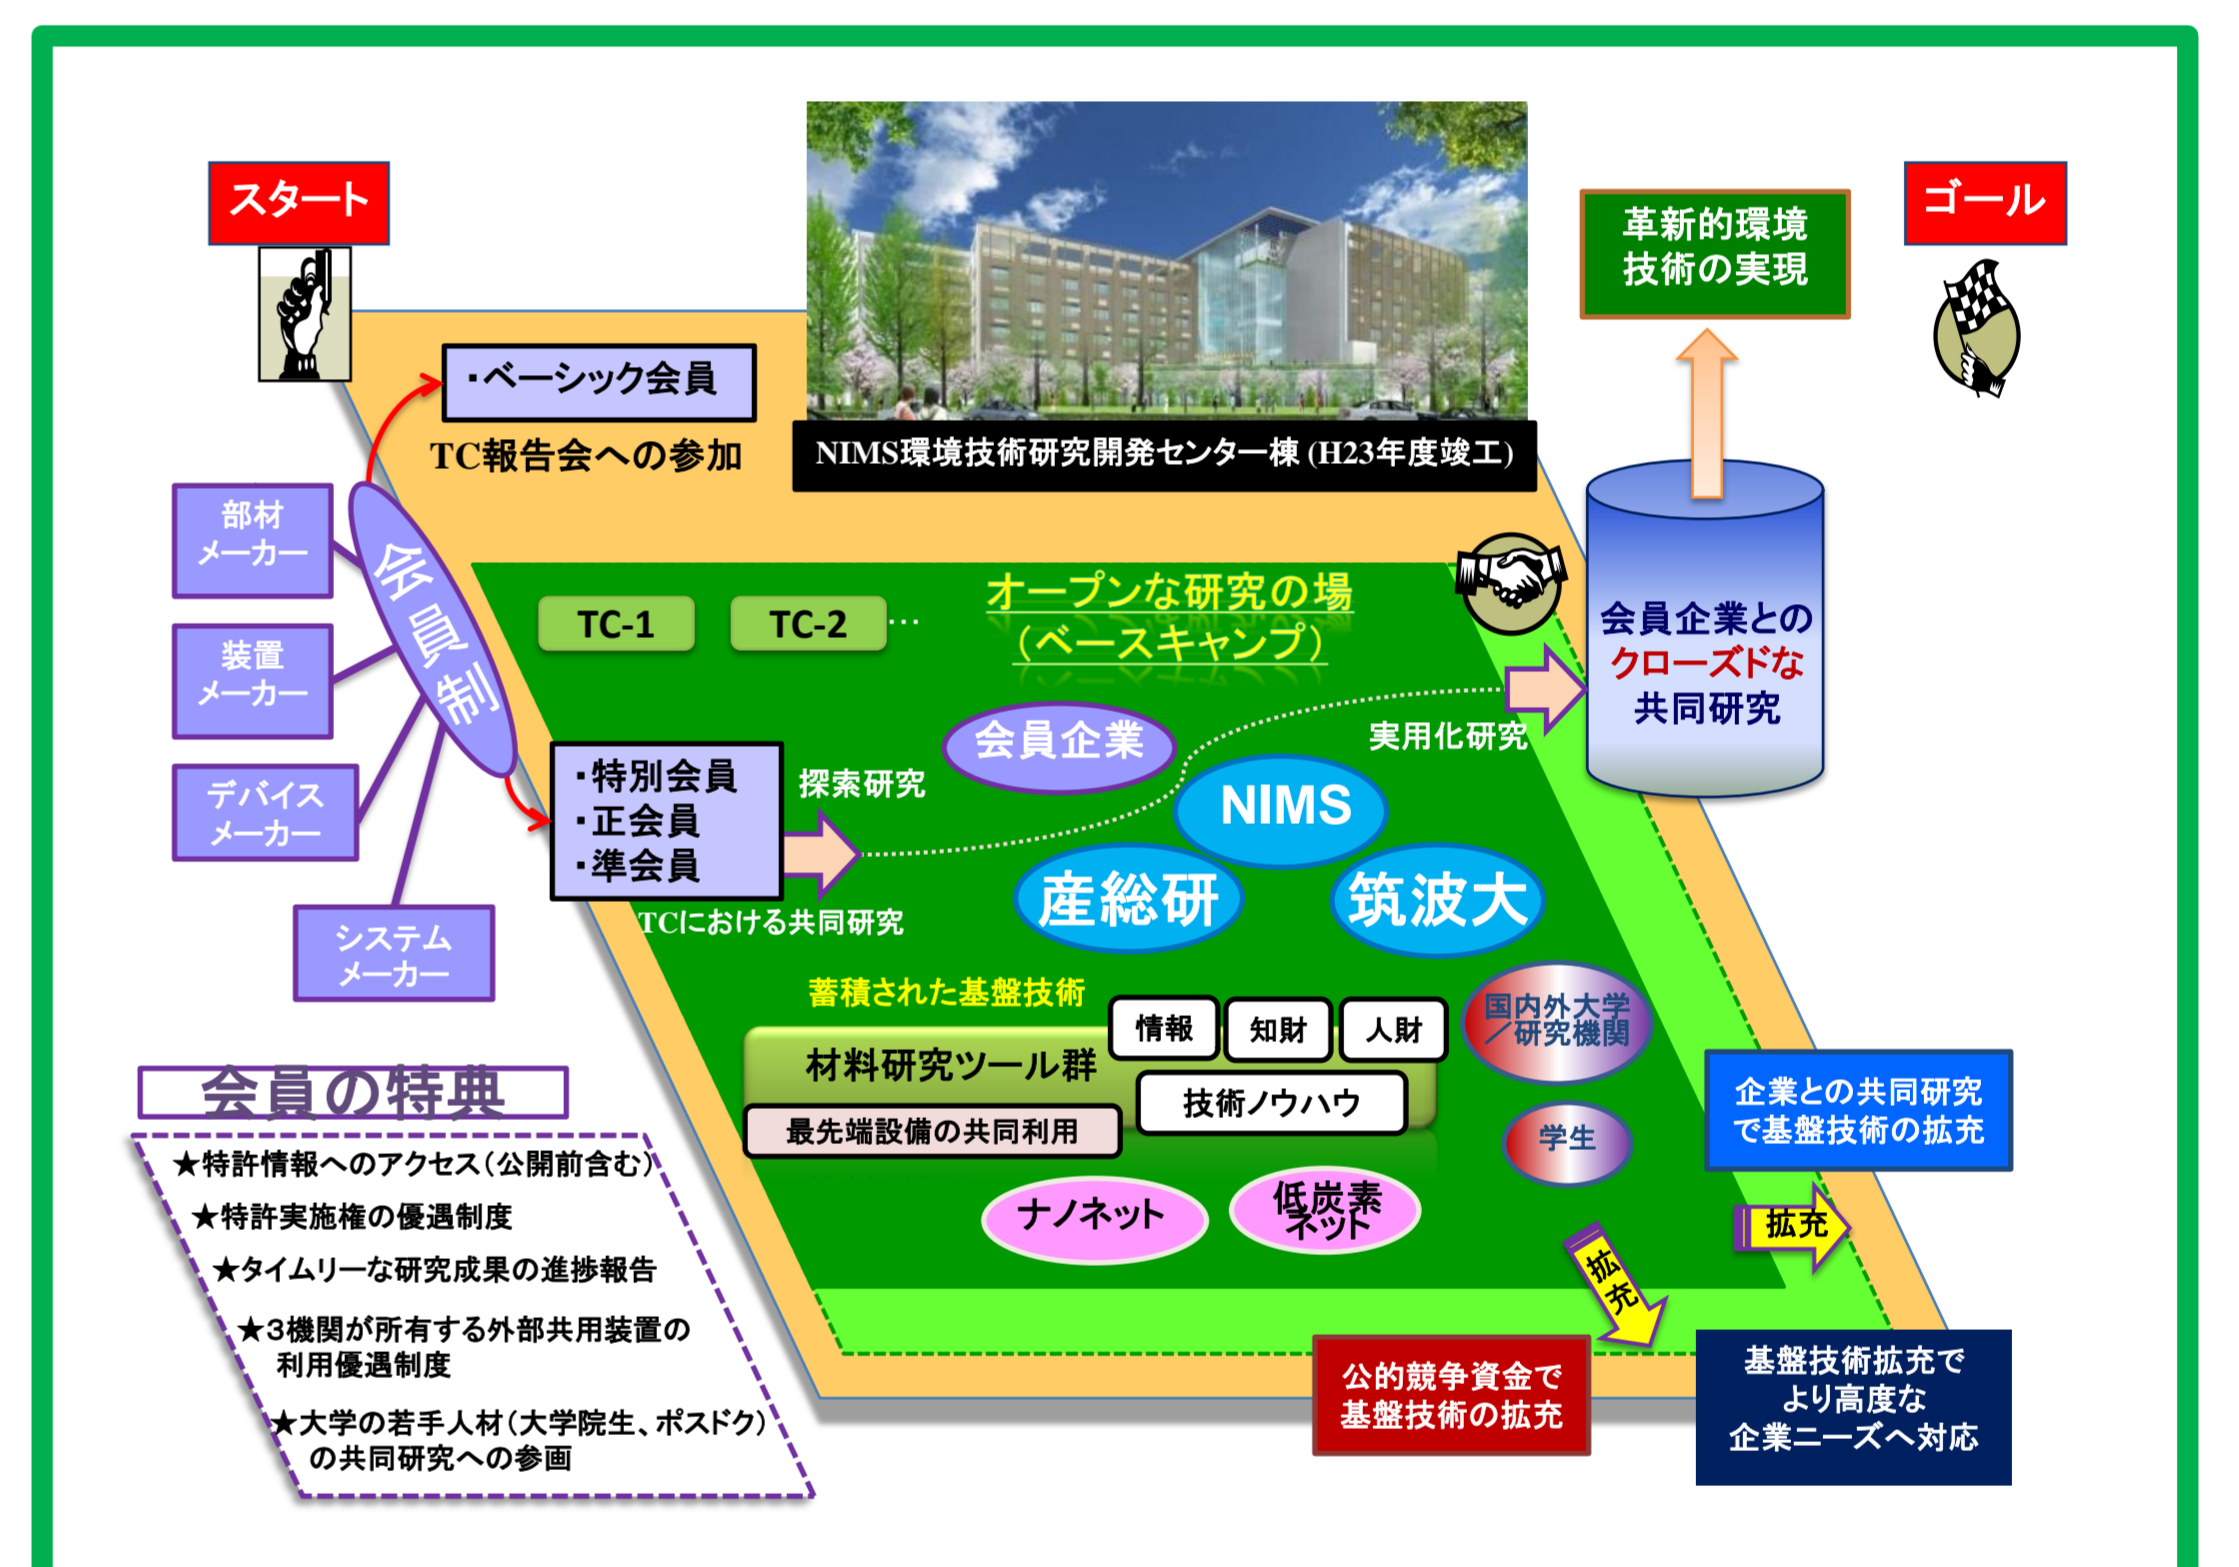 スタート
ゴール
革新的環境
技術の実現
・ベーシック会員
TC報告会への参加
NIMS環境技術研究開発センター棟 (H23年度竣工)
部材
メーカー
装置
メーカー
デバイス
メーカー
システム
メーカー
会員制
TC-1
TC-2
…
オープンな研究の場
（ベースキャンプ）
会員企業との
クローズドな
共同研究
・特別会員
・正会員
・準会員
探索研究
TCにおける共同研究
会員企業
実用化研究
NIMS
産総研
筑波大
蓄積された基盤技術
材料研究ツール群
情報
知財
人財
技術ノウハウ
最先端設備の共同利用
国内外大学
／研究機関
学生
ナノネット
低炭素
ネット
企業との共同研究
で基盤技術の拡充
拡充
拡充
公的競争資金で
基盤技術の拡充
基盤技術拡充で
より高度な
企業ニーズへ対応
会員の特典
★特許情報へのアクセス（公開前含む）
★特許実施権の優遇制度
★タイムリーな研究成果の進捗報告
★3機関が所有する外部共用装置の
利用優遇制度
★大学の若手人材（大学院生、ポスドク）
の共同研究への参画